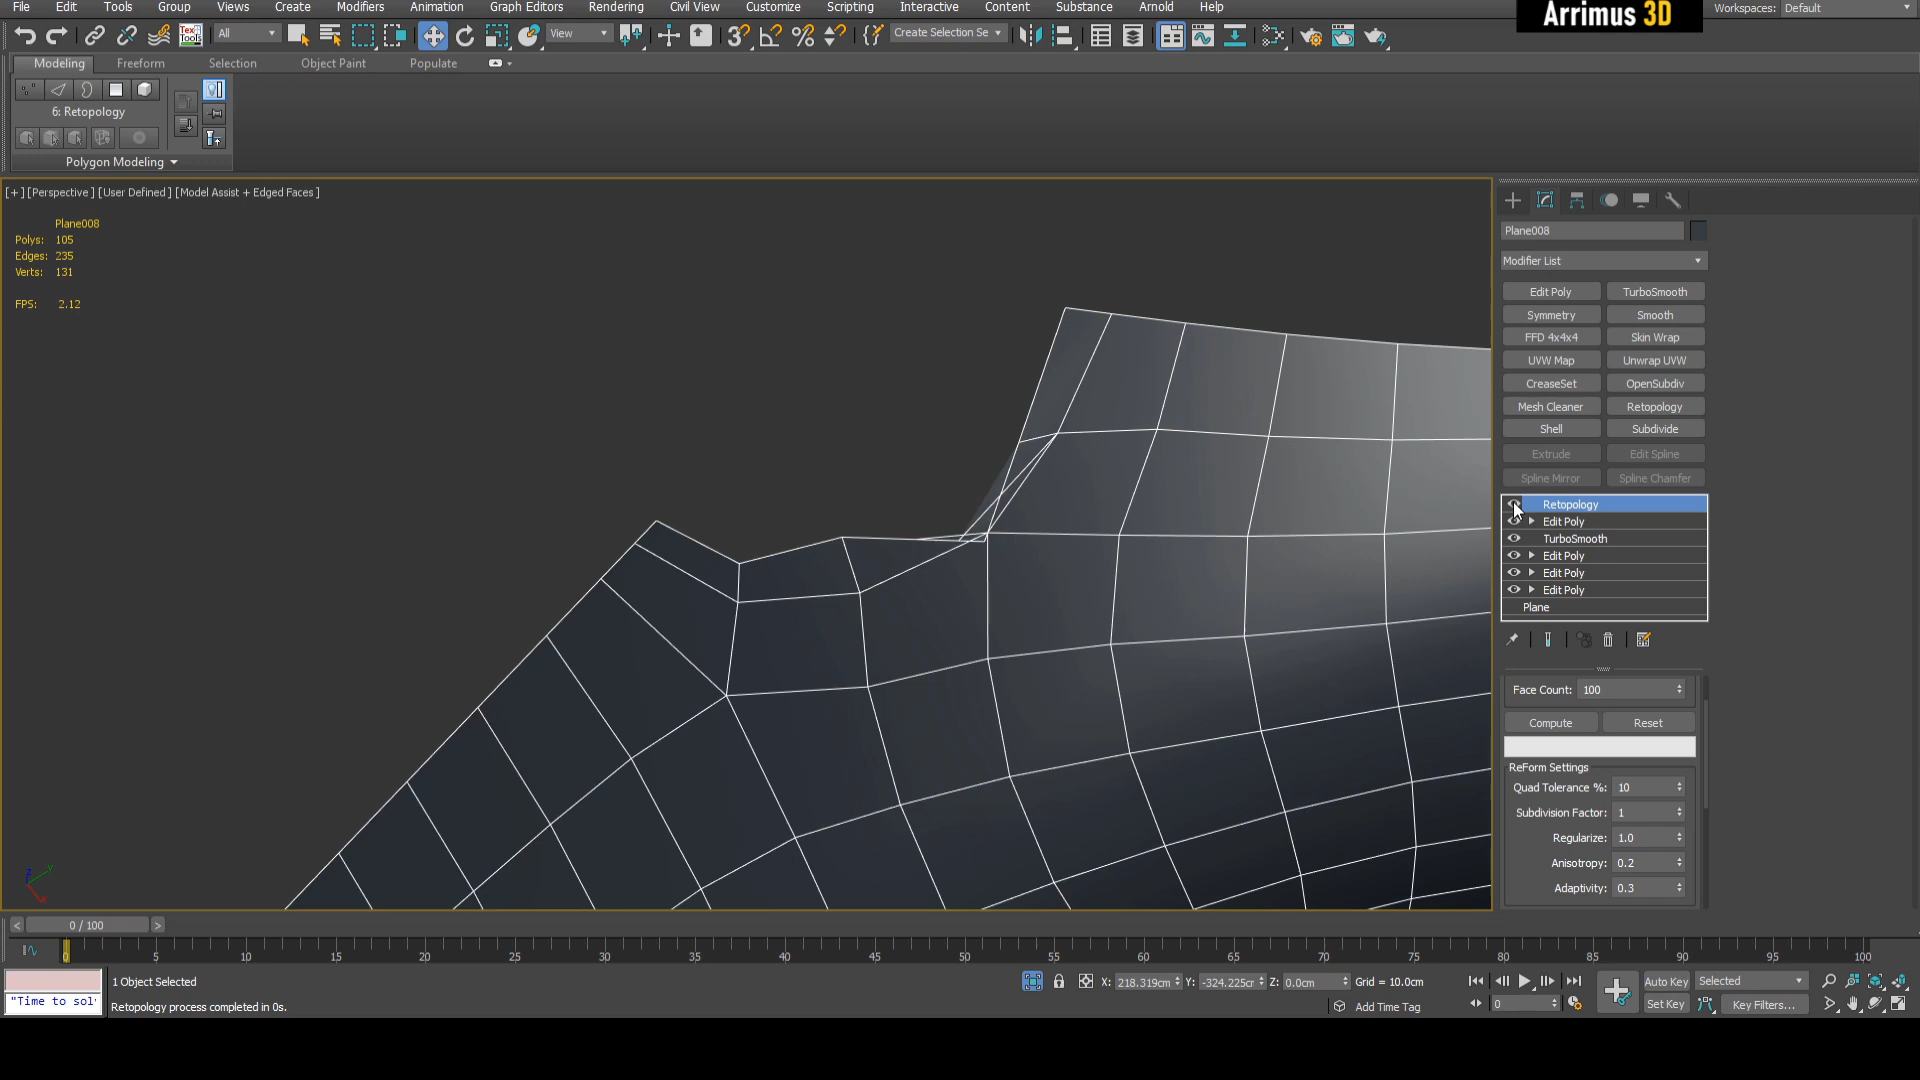 File Edit Tools Group Views Create Modifiers Animation Graph Editors Rendering Civil View Customize Scripting Interactive Content Substance Arnold Help
Arrimus 3D
Workspaces: Default
All
View
Create Selection Se
Modeling Freeform Selection Object Paint Populate
6: Retopology
Polygon Modeling
[+] [Perspective] [User Defined] [Model Assist + Edged Faces]
Plane008
Polys: 105
Edges: 235
Verts: 131
FPS: 2.12
Plane008
Modifier List
Edit Poly TurboSmooth
Symmetry Smooth
FFD 4x4x4 Skin Wrap
UVW Map Unwrap UVW
CreaseSet OpenSubdiv
Mesh Cleaner Retopology
Shell Subdivide
Extrude Edit Spline
Spline Mirror Spline Chamfer
Retopology
Edit Poly
TurboSmooth
Edit Poly
Edit Poly
Edit Poly
Plane
Face Count: 100
Compute Reset
ReForm Settings
Quad Tolerance %: 10
Subdivision Factor: 1
Regularize: 1.0
Anisotropy: 0.2
Adaptivity: 0.3
< 0 / 100 >
0 5 10 15 20 25 30 35 40 45 50 55 60 65 70 75 80 85 90 95 100
1 Object Selected
X: 218.319cm Y: -324.225cr Z: 0.0cm Grid = 10.0cm
Auto Key Selected
"Time to sol
Retopology process completed in 0s.
Add Time Tag
0
Set Key Key Filters...